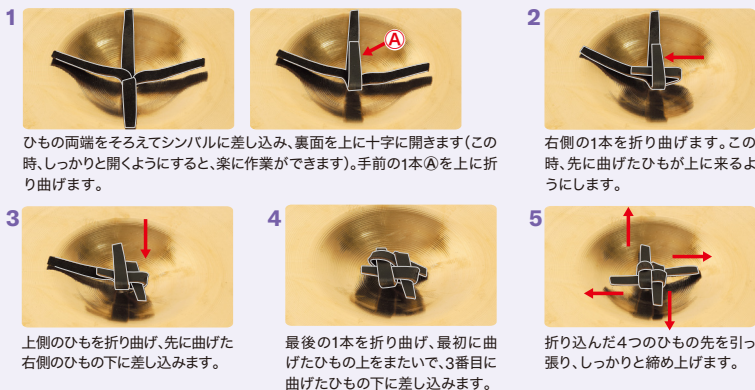 1
Ⓐ
ひもの両端をそろえてシンバルに差し込み、裏面を上に十字に開きます(この
時、しっかりと開くようにすると、楽に作業ができます)。手前の1本Ⓐを上に折
り曲げます。
2
右側の1本を折り曲げます。この
時、先に曲げたひもが上に来るよ
うにします。
3
上側のひもを折り曲げ、先に曲げた
右側のひもの下に差し込みます。
4
最後の1本を折り曲げ、最初に曲
げたひもの上をまたいで、3番目に
曲げたひもの下に差し込みます。
5
折り込んだ4つのひもの先を引っ
張り、しっかりと締め上げます。